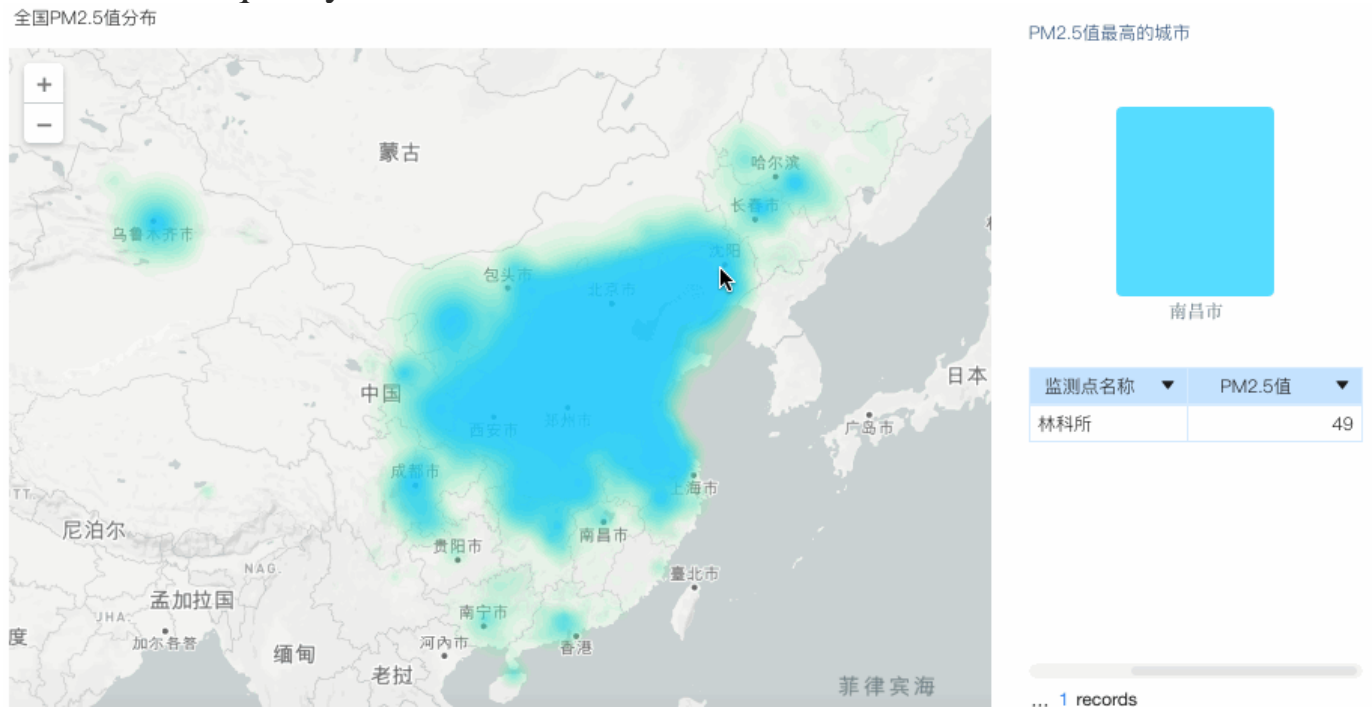 全国PM2.5值分布
PM2.5值最高的城市
+
−
蒙古
哈尔滨
长春市
乌鲁木齐市
沈阳
包头市
北京市
南昌市
日本
监测点名称 ▼ PM2.5值 ▼
中国
林科所 49
西安市
郑州市
广岛市
成都市
上海市
TT.
尼泊尔
南昌市
贵阳市
NAG.
臺北市
孟加拉国
JHA.
南宁市
度
加尔各答
河内市
香港
缅甸
老挝
菲律宾海
... 1 records